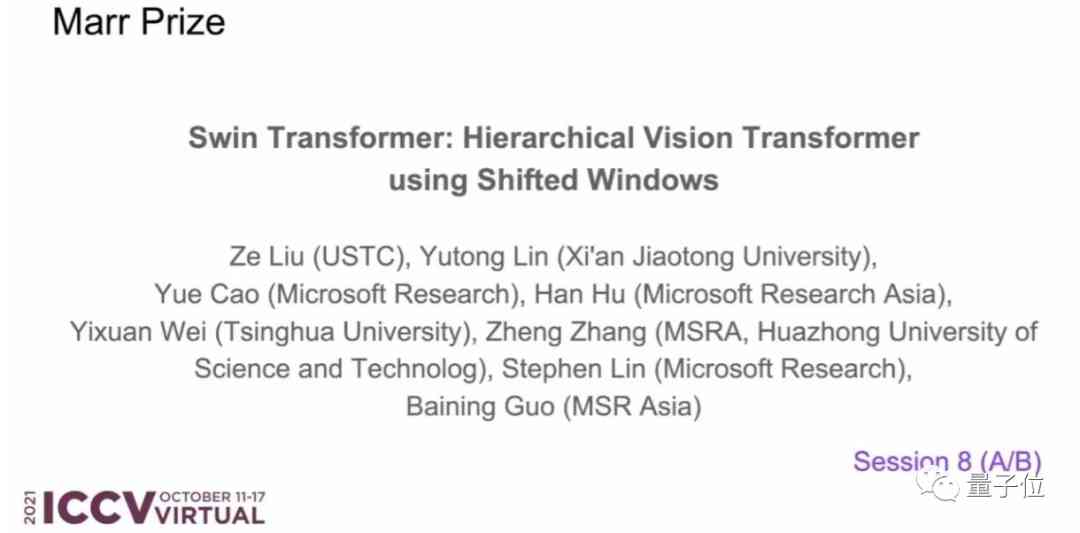 Marr Prize
Swin Transformer: Hierarchical Vision Transformer
using Shifted Windows
Ze Liu (USTC), Yutong Lin (Xi'an Jiaotong University),
Yue Cao (Microsoft Research), Han Hu (Microsoft Research Asia),
Yixuan Wei (Tsinghua University), Zheng Zhang (MSRA, Huazhong University of
Science and Technolog), Stephen Lin (Microsoft Research),
Baining Guo (MSR Asia)
Session 8 (A/B)
量子位
2021 ICCV OCTOBER 11-17
VIRTUAL